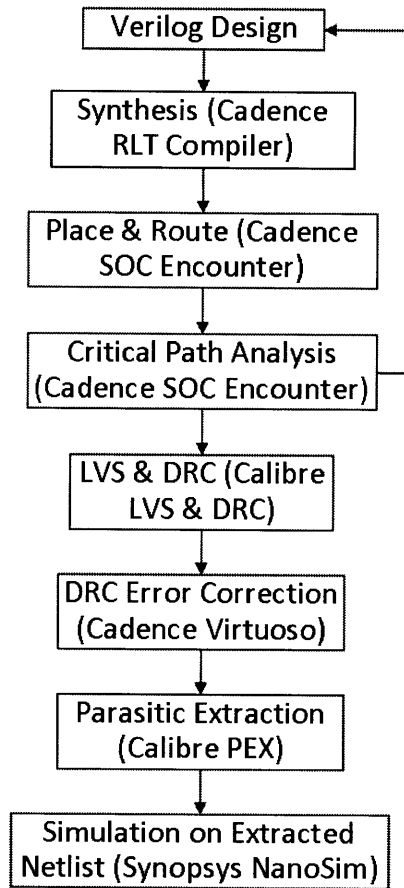 Verilog Design
Synthesis (Cadence
RLT Compiler)
Place & Route (Cadence
SOC Encounter)
Critical Path Analysis
(Cadence SOC Encounter)
LVS & DRC (Calibre
LVS & DRC)
DRC Error Correction
(Cadence Virtuoso)
Parasitic Extraction
(Calibre PEX)
Simulation on Extracted
Netlist (Synopsys NanoSim)